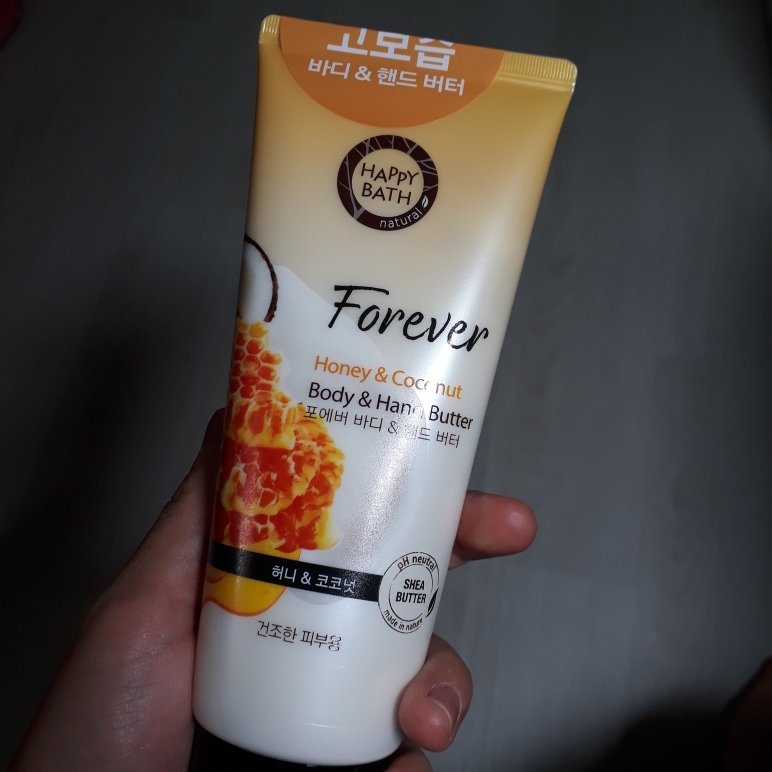 고보습
바디 & 핸드 버터
HAPPY
BATH
natural
Forever
Honey & Coconut
Body & Hand Butter
포에버 바디 & 핸드 버터
허니 & 코코넛
pH neutral
SHEA
BUTTER
made in nature
건조한 피부용